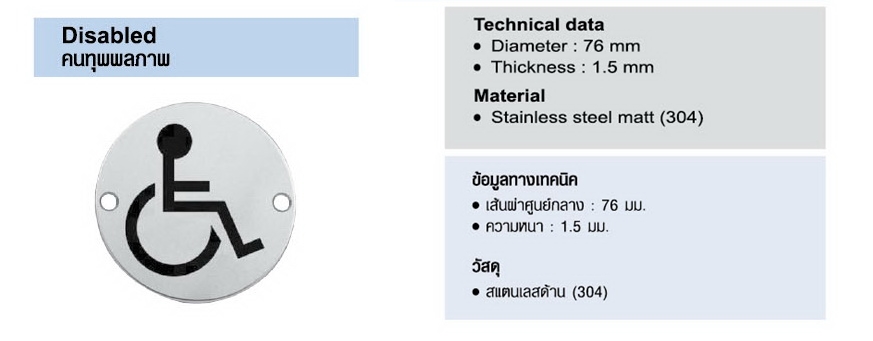 Disabled
คนทุพพลภาพ
Technical data
• Diameter : 76 mm
• Thickness : 1.5 mm
Material
• Stainless steel matt (304)
ข้อมูลทางเทคนิค
• เส้นผ่าศูนย์กลาง : 76 มม.
• ความหนา : 1.5 มม.
วัสดุ
• สแตนเลสด้าน (304)